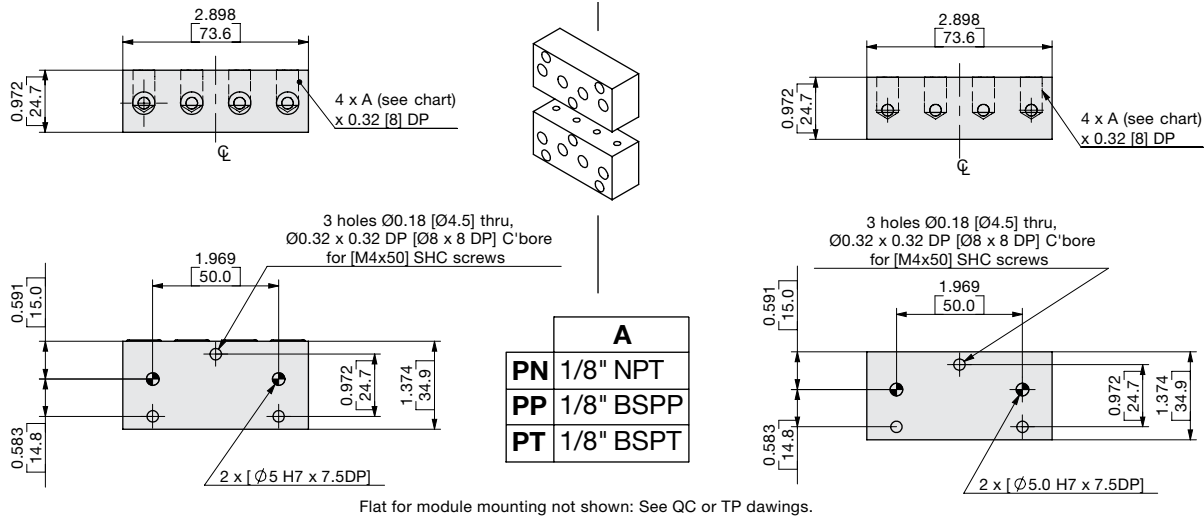 2.898
73.6
0.972
24.7
4 x A (see chart)
x 0.32 [8] DP
℄
2.898
73.6
0.972
24.7
4 x A (see chart)
x 0.32 [8] DP
℄
3 holes Ø0.18 [Ø4.5] thru,
Ø0.32 x 0.32 DP [Ø8 x 8 DP] C'bore
for [M4x50] SHC screws
1.969
50.0
0.591
15.0
0.583
14.8
0.972
24.7
1.374
34.9
2 x [ Ø5 H7 x 7.5DP]
A
PN 1/8" NPT
PP 1/8" BSPP
PT 1/8" BSPT
3 holes Ø0.18 [Ø4.5] thru,
Ø0.32 x 0.32 DP [Ø8 x 8 DP] C'bore
for [M4x50] SHC screws
1.969
50.0
0.591
15.0
0.583
14.8
0.972
24.7
1.374
34.9
2 x [ Ø5.0 H7 x 7.5DP]
Flat for module mounting not shown: See QC or TP dawings.